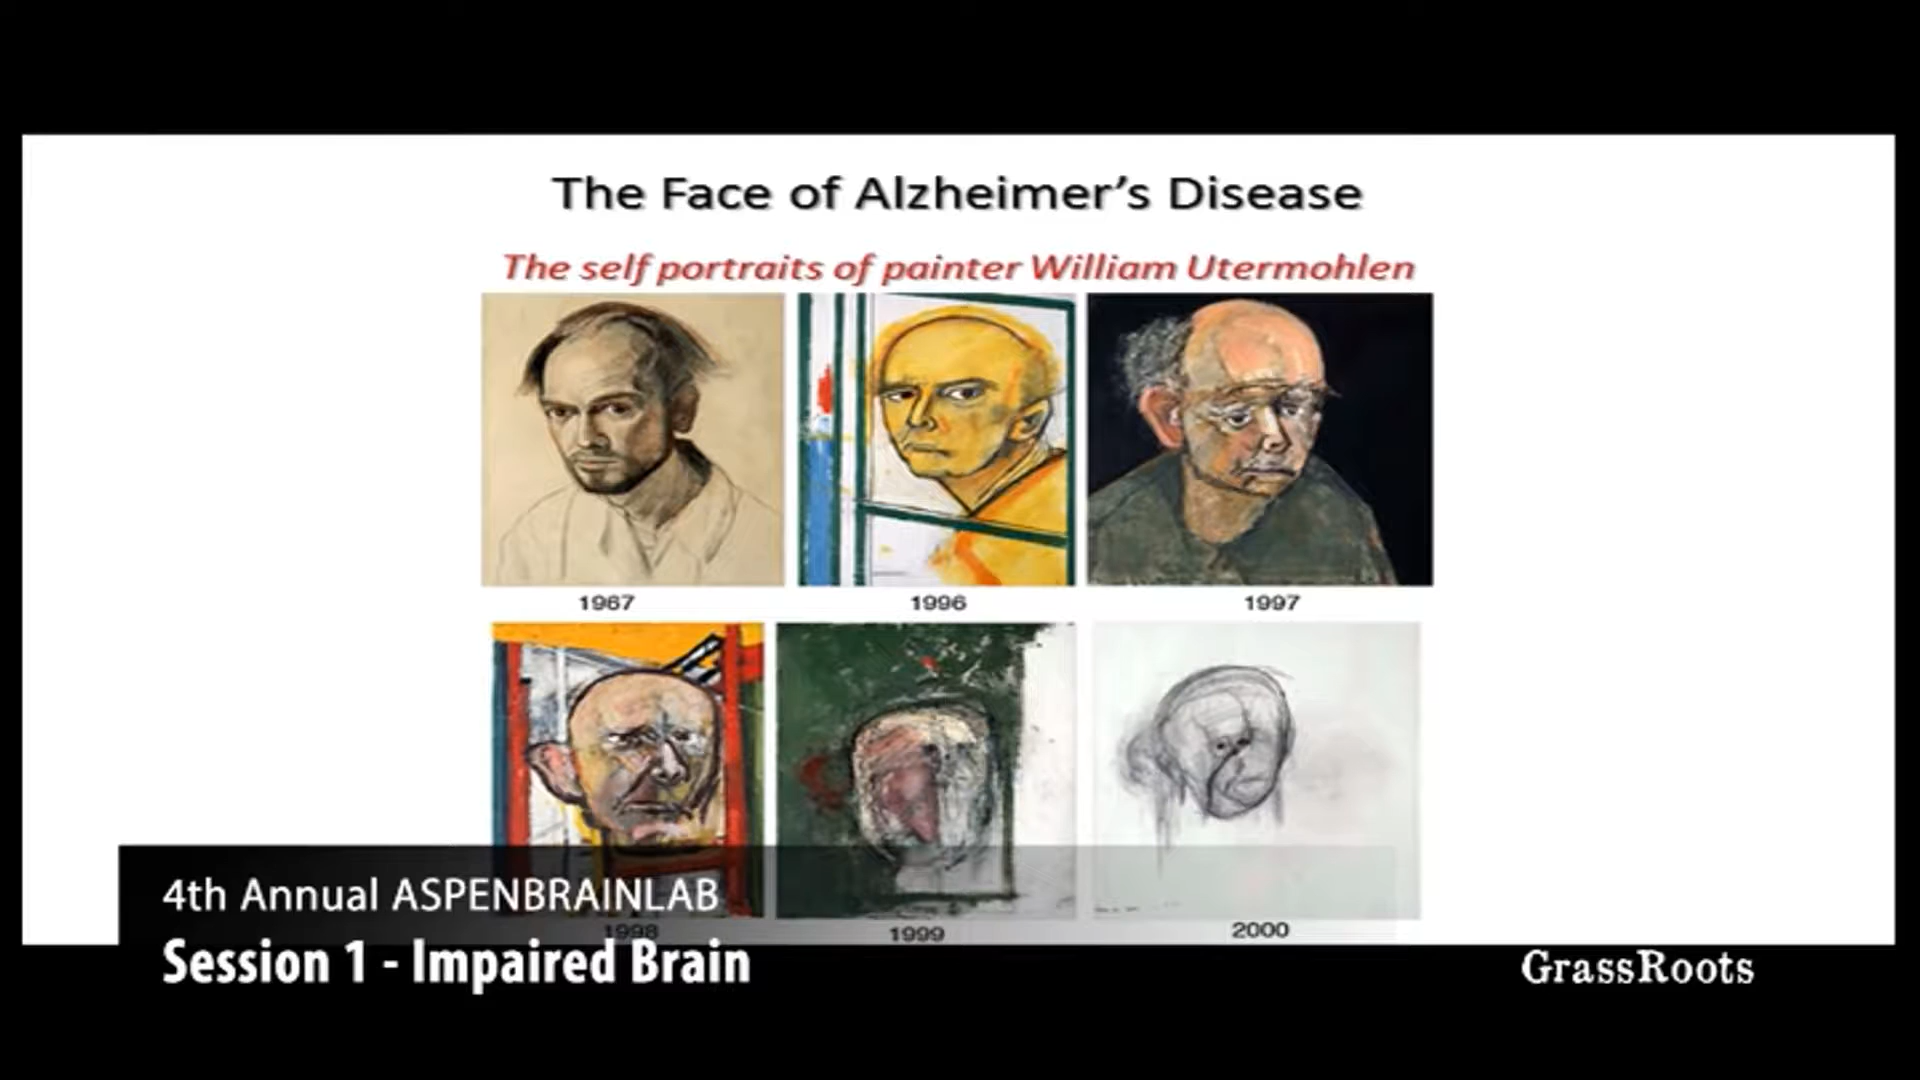 The Face of Alzheimer's Disease
The self portraits of painter William Utermohlen
1967
1996
1997
1998
1999
2000
4th Annual ASPENBRAINLAB
Session 1 - Impaired Brain
GrassRoots